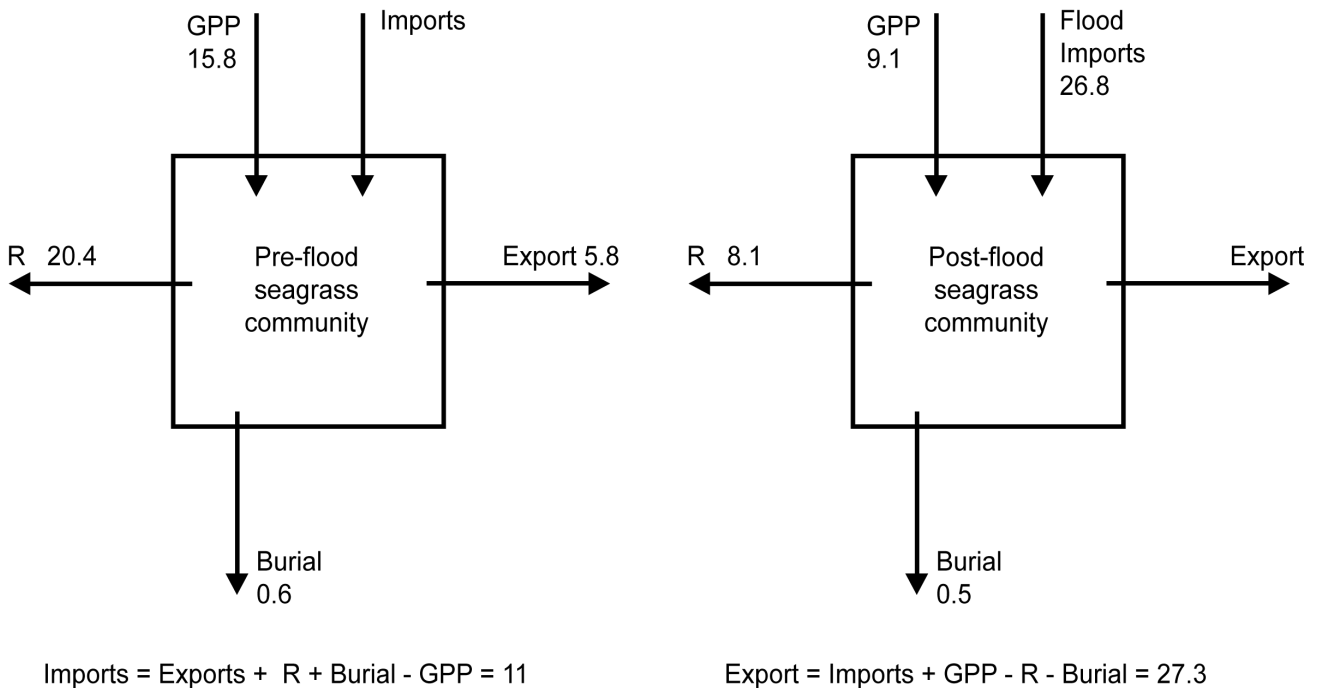 GPP
15.8
Imports
R 20.4
Pre-flood
seagrass
community
Export 5.8
Burial
0.6
Imports = Exports + R + Burial - GPP = 11
GPP
9.1
Flood
Imports
26.8
R 8.1
Post-flood
seagrass
community
Export
Burial
0.5
Export = Imports + GPP - R - Burial = 27.3